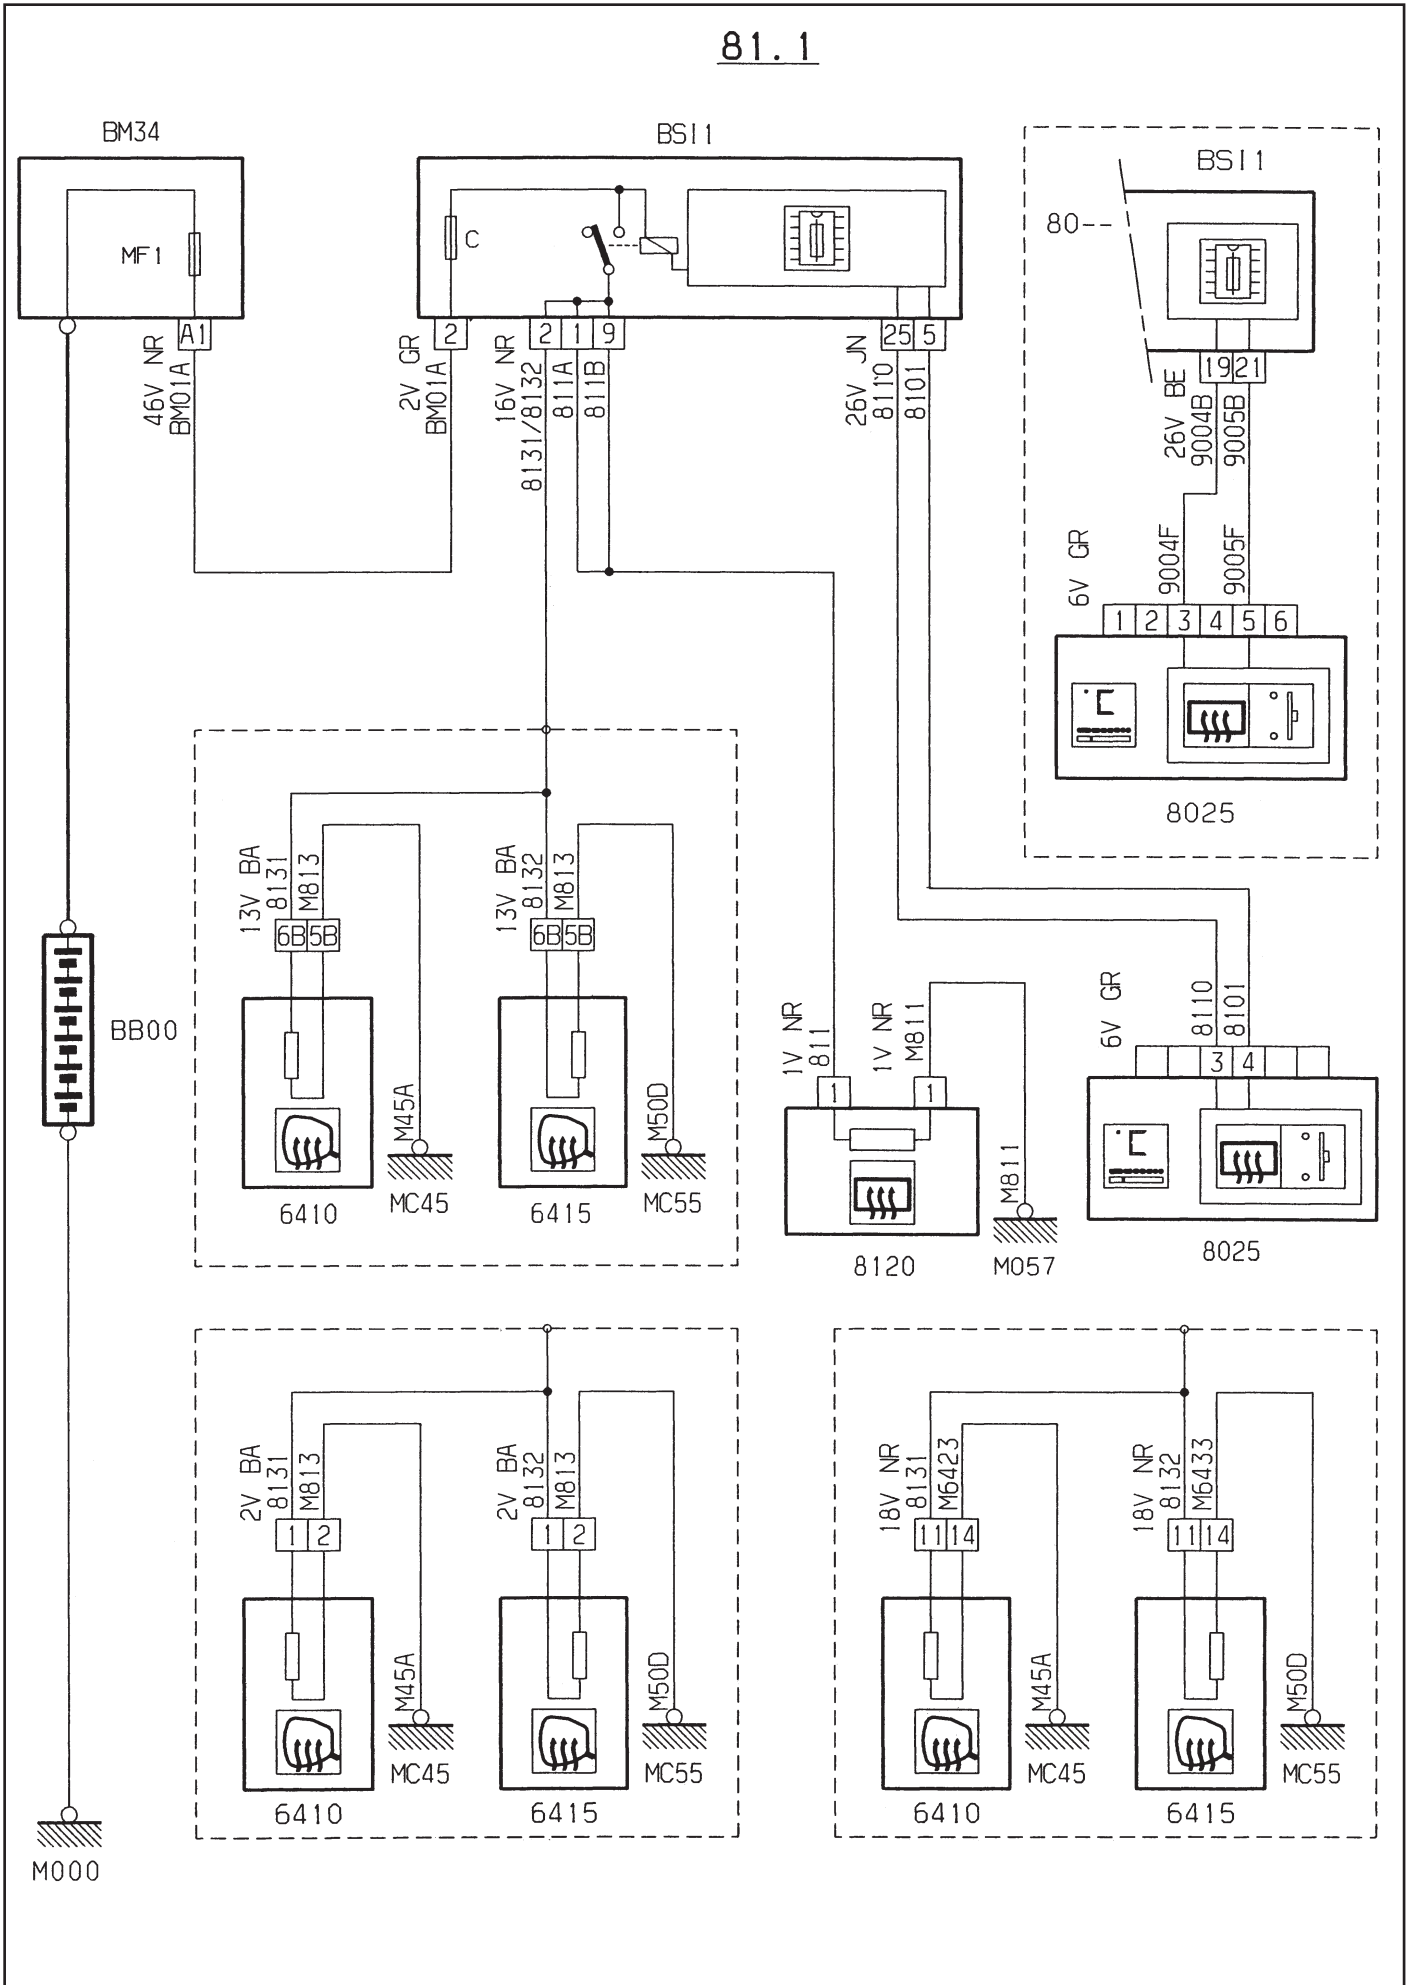 81.1
BM34
BSI1
BSI1
80--
MF1
C
A1
2
2
1
9
25
5
19
21
46V NR
BM01A
2V GR
BM01A
16V NR
8131/8132
811A
811B
26V JN
8110
8101
26V BE
9004B
9005B
6V GR
9004F
9005F
1
2
3
4
5
6
°C
8025
13V BA
8131
M813
13V BA
8132
M813
6B
5B
6B
5B
BB00
M45A
M50D
MC45
MC55
6410
6415
1V NR
811
1V NR
M811
1
1
M811
8120
M057
6V GR
8110
8101
3
4
°C
8025
2V BA
8131
M813
2V BA
8132
M813
1
2
1
2
M45A
M50D
MC45
MC55
6410
6415
18V NR
8131
M6423
18V NR
8132
M6433
11
14
11
14
M45A
M50D
MC45
MC55
6410
6415
M000